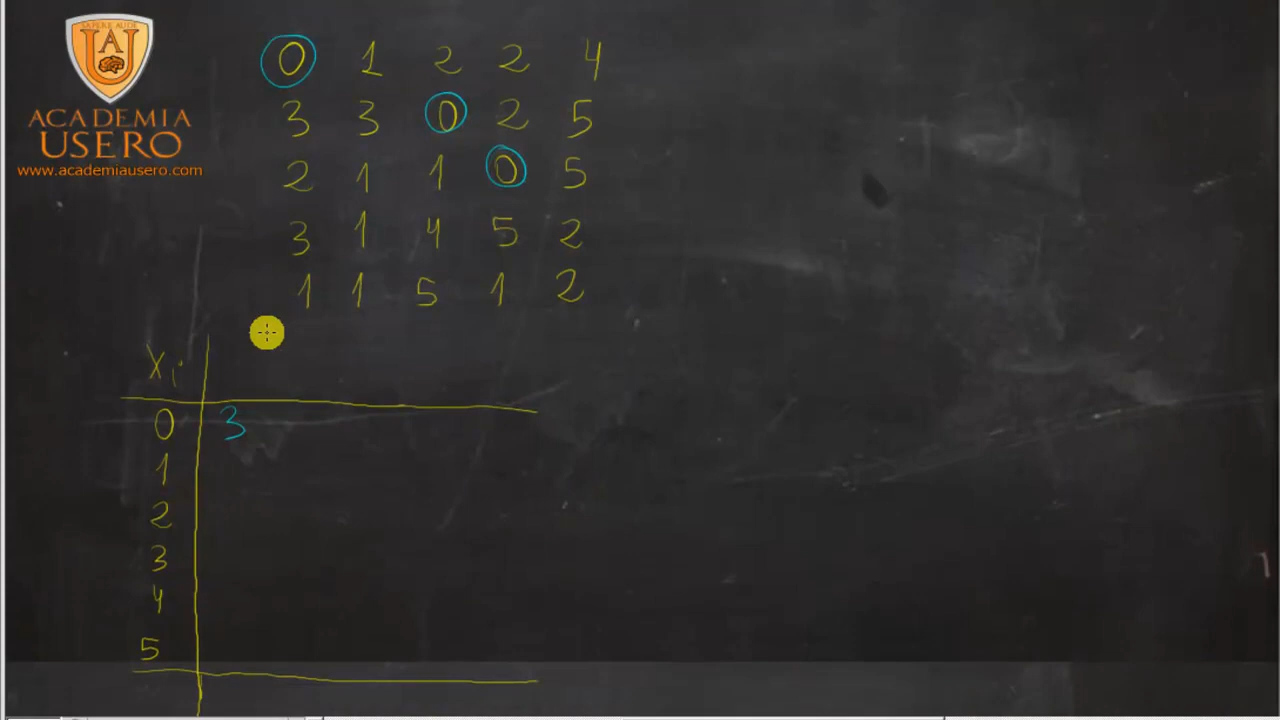 SAPERE AUDE
UAI
ACADEMIA
USERO
www.academiausero.com
0 1 2 2 4
3 3 0 2 5
2 1 1 0 5
3 1 4 5 2
1 1 5 1 2
Xi
0 3
1
2
3
4
5